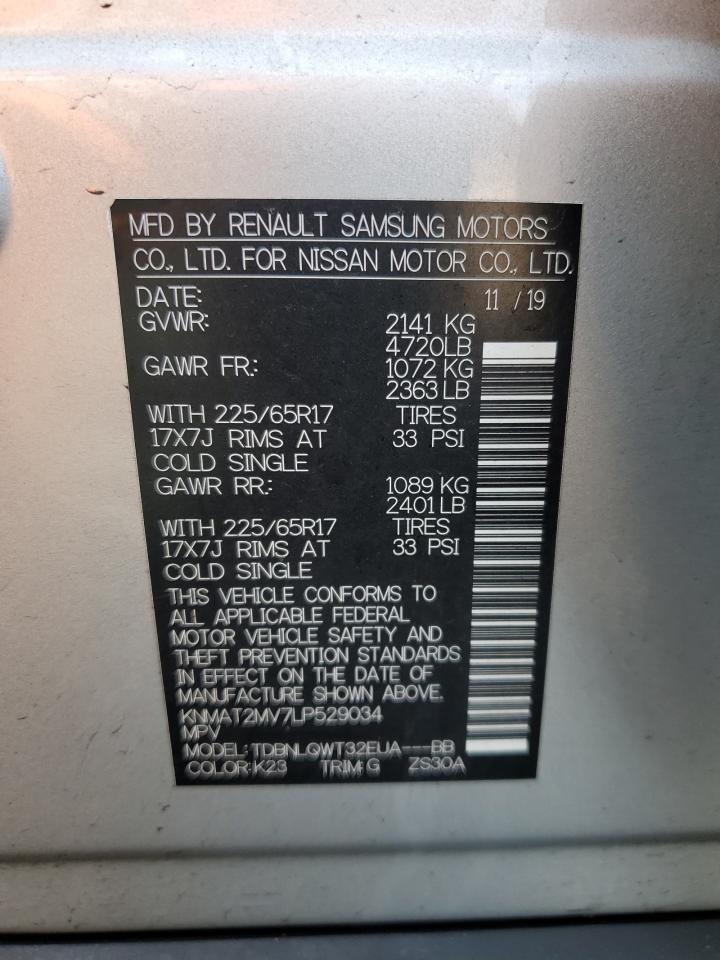 MFD BY RENAULT SAMSUNG MOTORS
CO., LTD. FOR NISSAN MOTOR CO., LTD.
DATE: 11 / 19
GVWR: 2141 KG
4720LB
GAWR FR: 1072 KG
2363 LB
WITH 225/65R17 TIRES
17X7J RIMS AT 33 PSI
COLD SINGLE
GAWR RR: 1089 KG
2401 LB
WITH 225/65R17 TIRES
17X7J RIMS AT 33 PSI
COLD SINGLE
THIS VEHICLE CONFORMS TO
ALL APPLICABLE FEDERAL
MOTOR VEHICLE SAFETY AND
THEFT PREVENTION STANDARDS
IN EFFECT ON THE DATE OF
MANUFACTURE SHOWN ABOVE.
KNMAT2MV7LP529034
MPV
MODEL: TDBNLQWT32EUA---BB
COLOR:K23 TRIM:G ZS30A